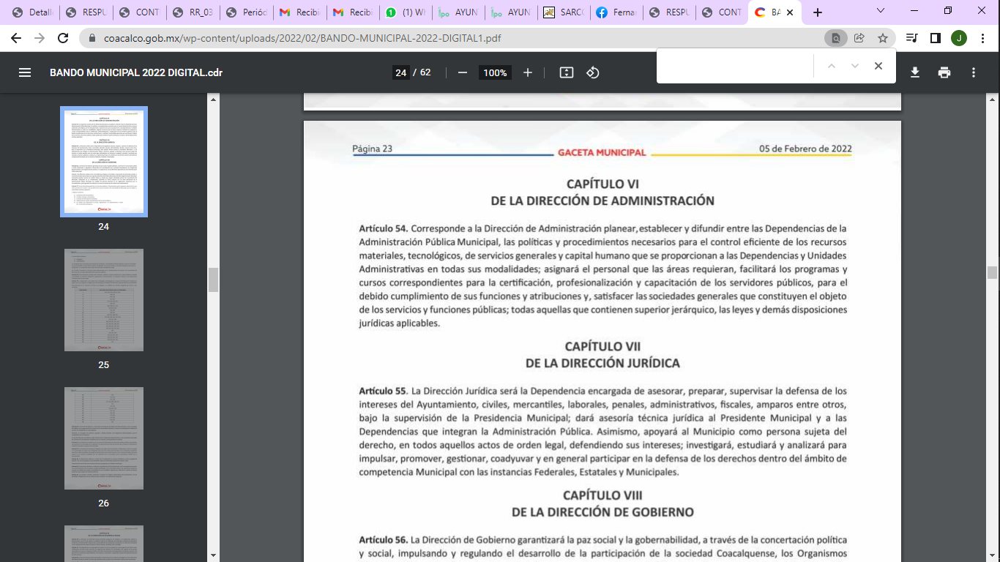 Detall
RESPU
CONT
RR_03
Periód
Recibi
Recibi
(1) Wh
AYUN
AYUN
SARCO
Fernar
RESPU
CONT
BA
coacalco.gob.mx/wp-content/uploads/2022/02/BANDO-MUNICIPAL-2022-DIGITAL1.pdf
J
BANDO MUNICIPAL 2022 DIGITAL.cdr
24 / 62
100%
24
25
26
Página 23
GACETA MUNICIPAL
05 de Febrero de 2022
CAPÍTULO VI
DE LA DIRECCIÓN DE ADMINISTRACIÓN
Artículo 54. Corresponde a la Dirección de Administración planear, establecer y difundir entre las Dependencias de la
Administración Pública Municipal, las políticas y procedimientos necesarios para el control eficiente de los recursos
materiales, tecnológicos, de servicios generales y capital humano que se proporcionan a las Dependencias y Unidades
Administrativas en todas sus modalidades; asignará el personal que las áreas requieran, facilitará los programas y
cursos correspondientes para la certificación, profesionalización y capacitación de los servidores públicos, para el
debido cumplimiento de sus funciones y atribuciones y, satisfacer las sociedades generales que constituyen el objeto
de los servicios y funciones públicas; todas aquellas que contiene superior jerárquico, las leyes y demás disposiciones
jurídicas aplicables.
CAPÍTULO VII
DE LA DIRECCIÓN JURÍDICA
Artículo 55. La Dirección Jurídica será la Dependencia encargada de asesorar, preparar, supervisar la defensa de los
intereses del Ayuntamiento, civiles, mercantiles, laborales, penales, administrativos, fiscales, amparos entre otros,
bajo la supervisión de la Presidencia Municipal; dará asesoría técnica jurídica al Presidente Municipal y a las
Dependencias que integran la Administración Pública. Asimismo, apoyará al Municipio como persona sujeta del
derecho, en todos aquellos actos de orden legal, defendiendo sus intereses; investigará, estudiará y analizará para
impulsar, promover, gestionar, coadyuvar y en general participar en la defensa de los derechos dentro del ámbito de
competencia Municipal con las instancias Federales, Estatales y Municipales.
CAPÍTULO VIII
DE LA DIRECCIÓN DE GOBIERNO
Artículo 56. La Dirección de Gobierno garantizará la paz social y la gobernabilidad, a través de la concertación política
y social, impulsando y regulando el desarrollo de la participación de la sociedad Coacalquense, los Organismos